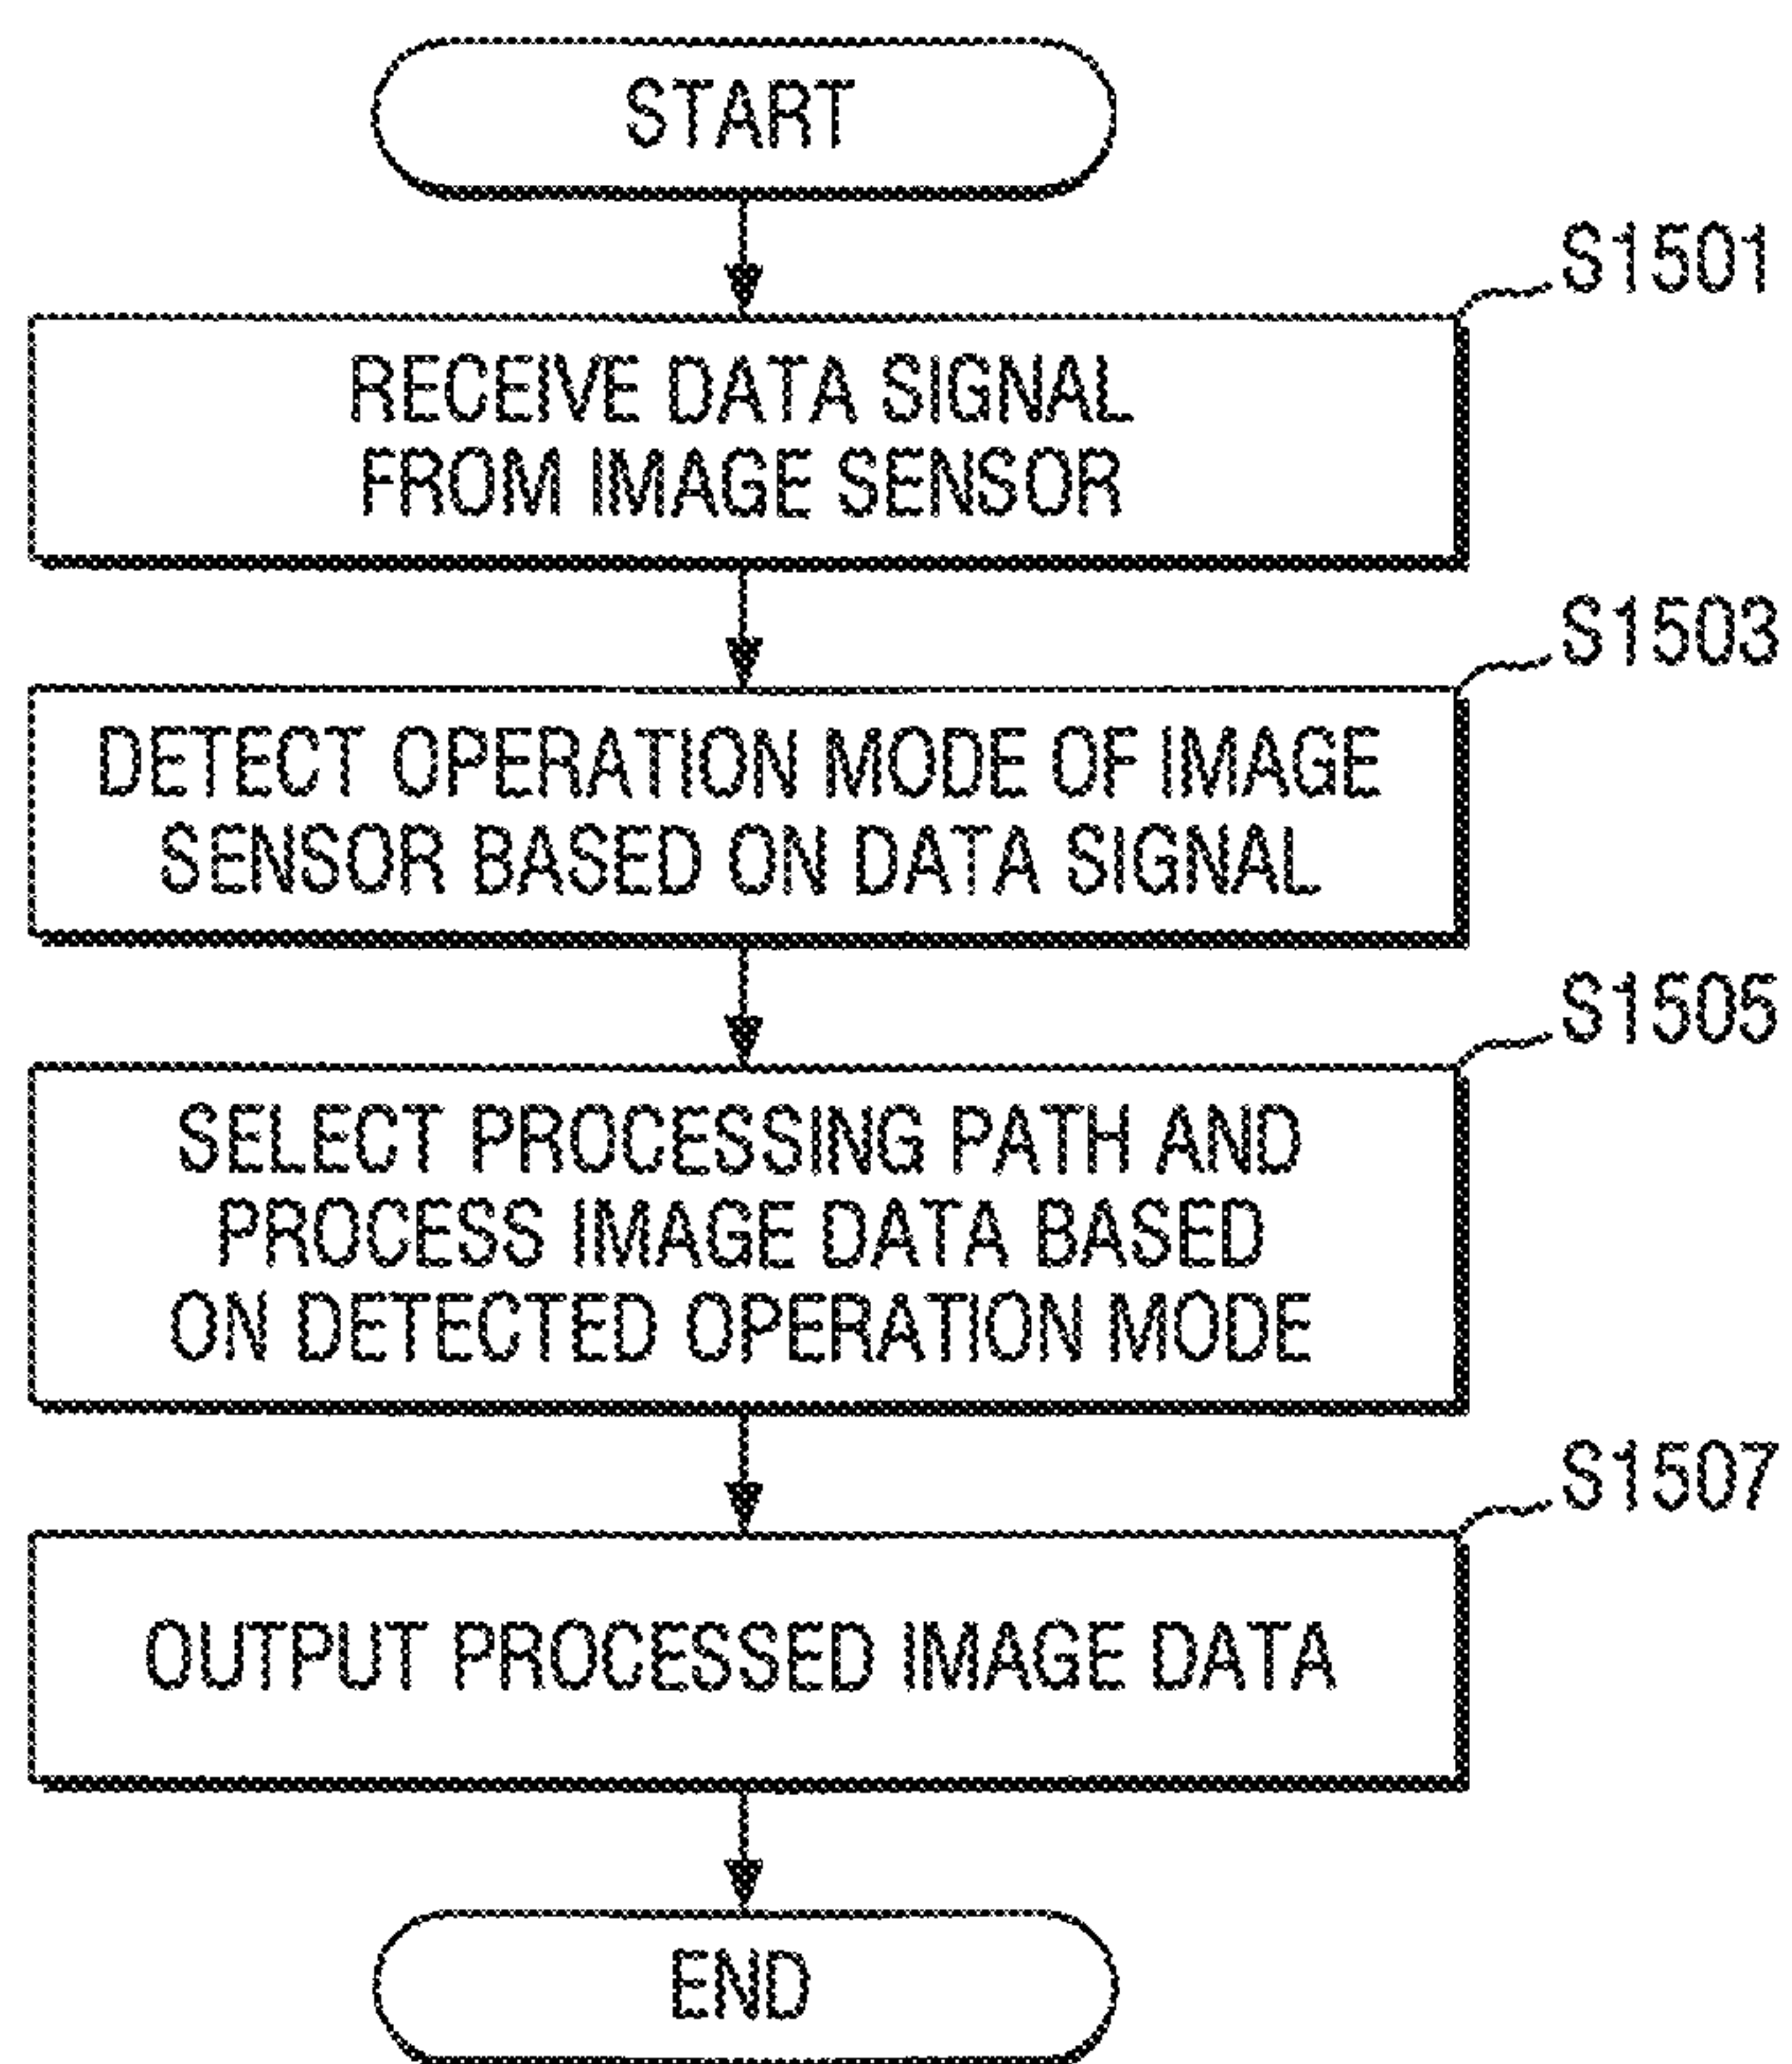 START
S1501
RECEIVE DATA SIGNAL
FROM IMAGE SENSOR
S1503
DETECT OPERATION MODE OF IMAGE
SENSOR BASED ON DATA SIGNAL
S1505
SELECT PROCESSING PATH AND
PROCESS IMAGE DATA BASED
ON DETECTED OPERATION MODE
S1507
OUTPUT PROCESSED IMAGE DATA
END